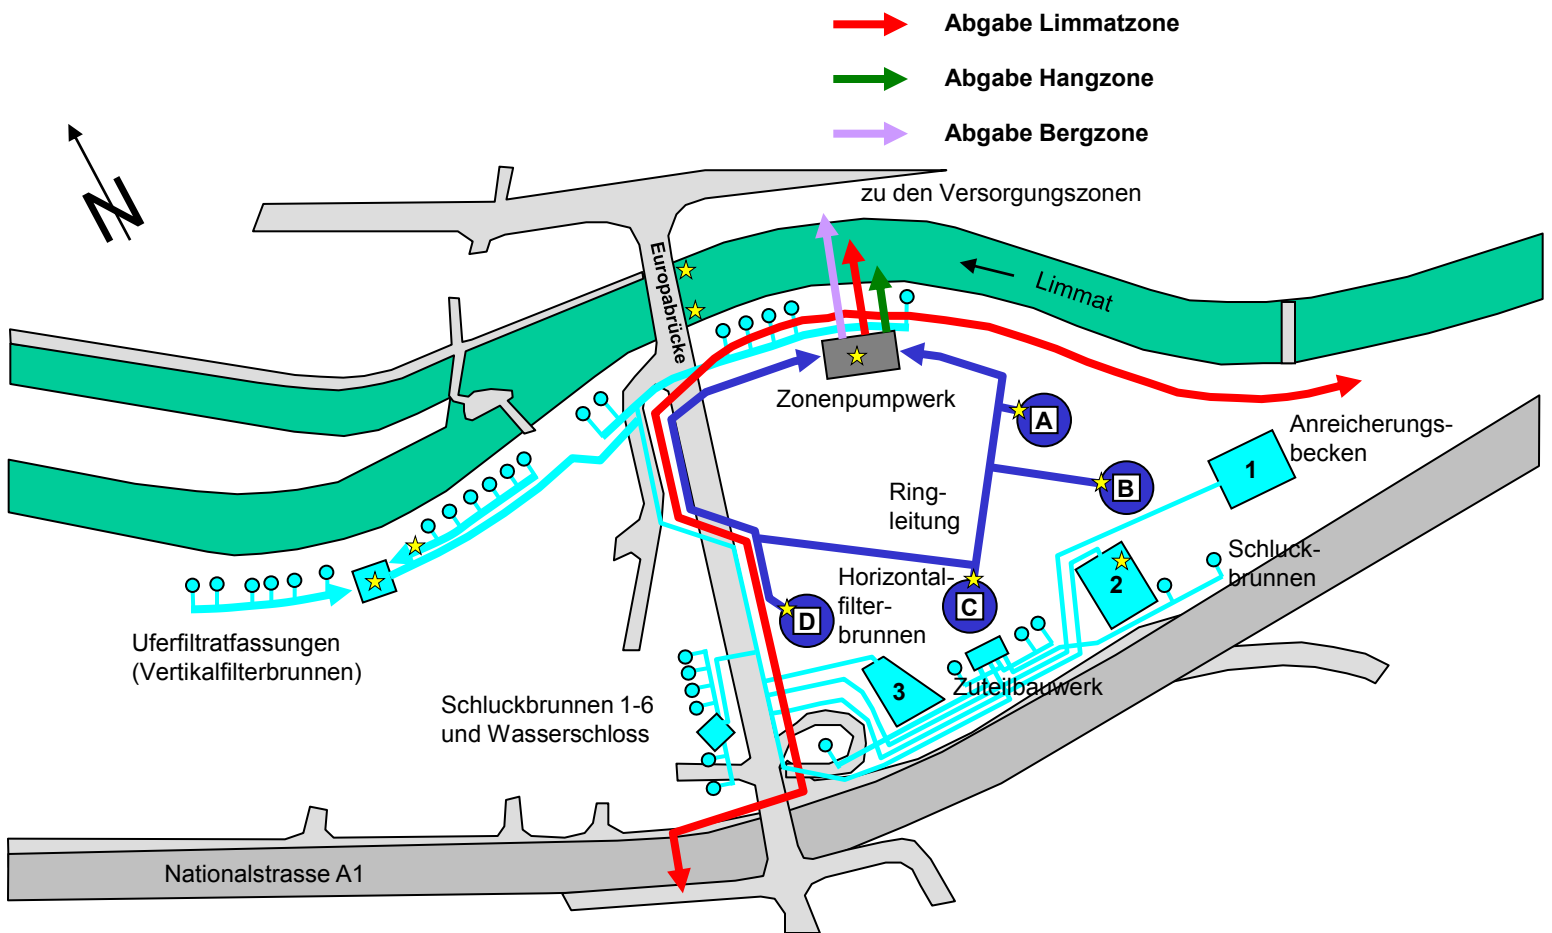 Abgabe Limmatzone
Abgabe Hangzone
Abgabe Bergzone
zu den Versorgungszonen
N
Europabrücke
Limmat
Zonenpumpwerk
A
Anreicherungs-
becken
1
B
Ring-
leitung
Schluck-
brunnen
2
Horizontal-
filter-
brunnen
C
D
Uferfiltratfassungen
(Vertikalfilterbrunnen)
3
Zuteilbauwerk
Schluckbrunnen 1-6
und Wasserschloss
Nationalstrasse A1